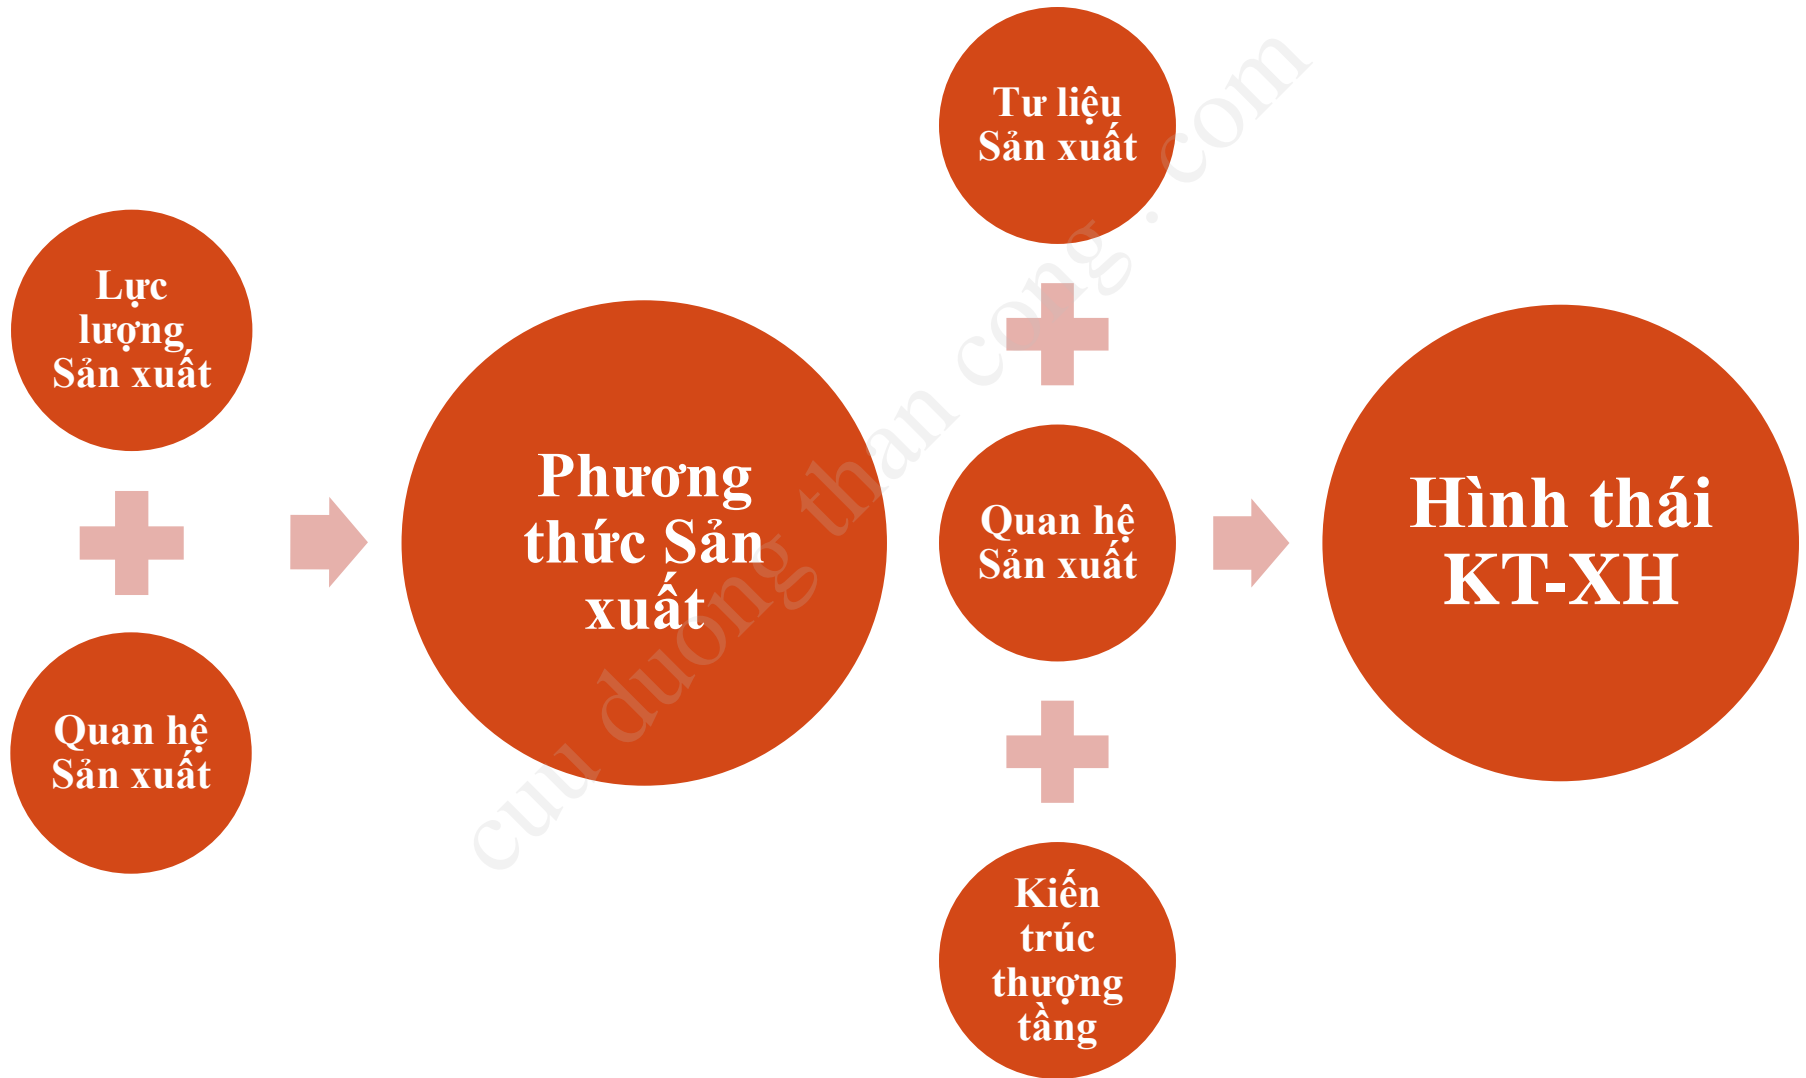 Lực
lượng
Sản xuất
Quan hệ
Sản xuất
Phương
thức Sản
xuất
Tư liệu
Sản xuất
Quan hệ
Sản xuất
Kiến
trúc
thượng
tầng
Hình thái
KT-XH
cuu duong than cong . com